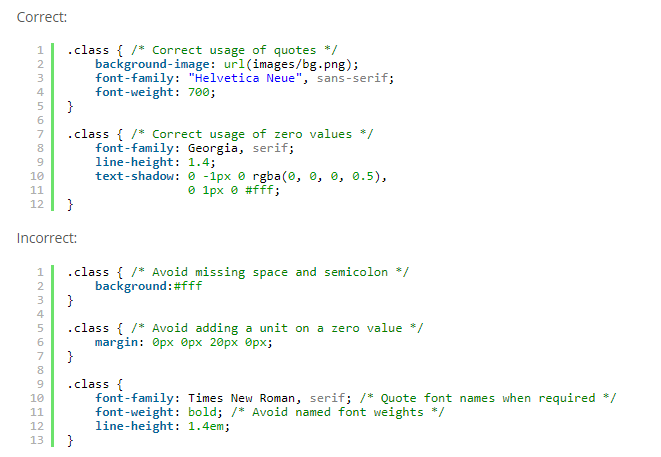 Correct:
1 .class { /* Correct usage of quotes */
2     background-image: url(images/bg.png);
3     font-family: "Helvetica Neue", sans-serif;
4     font-weight: 700;
5 }
6
7 .class { /* Correct usage of zero values */
8     font-family: Georgia, serif;
9     line-height: 1.4;
10     text-shadow: 0 -1px 0 rgba(0, 0, 0, 0.5),
11                  0 1px 0 #fff;
12 }
Incorrect:
1 .class { /* Avoid missing space and semicolon */
2     background:#fff
3 }
4
5 .class { /* Avoid adding a unit on a zero value */
6     margin: 0px 0px 20px 0px;
7 }
8
9 .class {
10     font-family: Times New Roman, serif; /* Quote font names when required */
11     font-weight: bold; /* Avoid named font weights */
12     line-height: 1.4em;
13 }